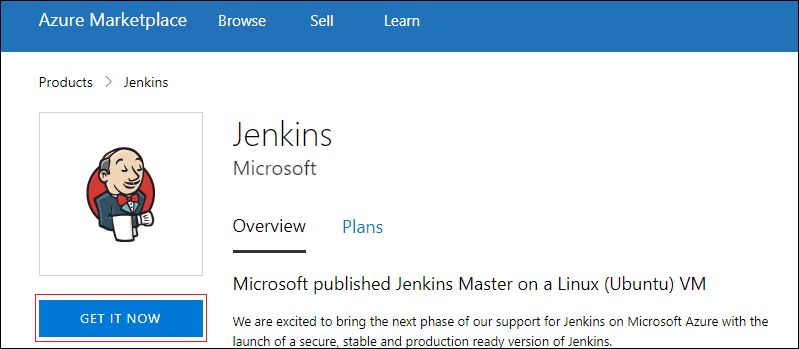 Azure Marketplace Browse Sell Learn
Products > Jenkins
Jenkins
Microsoft
Overview Plans
Microsoft published Jenkins Master on a Linux (Ubuntu) VM
GET IT NOW
We are excited to bring the next phase of our support for Jenkins on Microsoft Azure with the
launch of a secure, stable and production ready version of Jenkins.